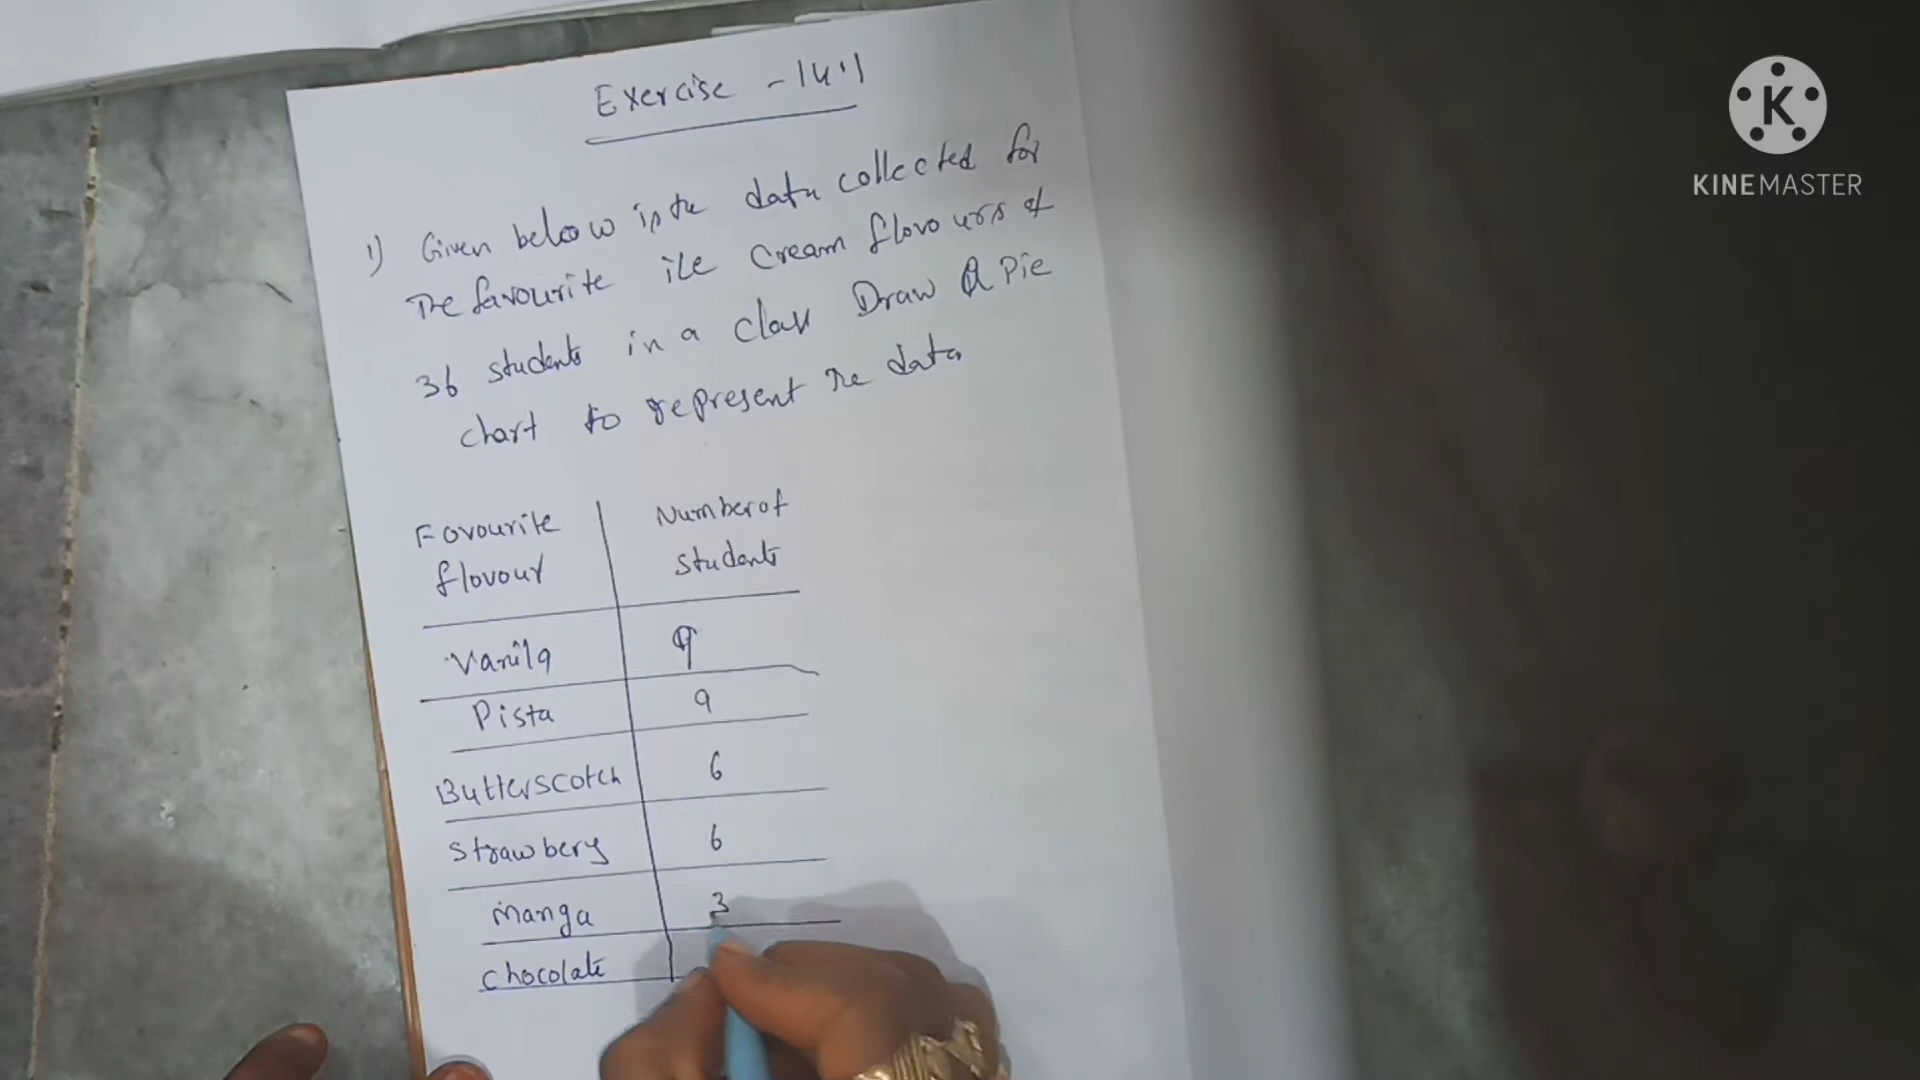 Exercise - 14.1
1) Given below is the data collected for
The favourite ice cream flovours of
36 students in a class Draw a Pie
chart to represent The data
Favourite Number of
flovour students
Vanila 9
Pista 9
Butterscotch 6
Strawbery 6
Manga 3
Chocolate
K
KINEMASTER